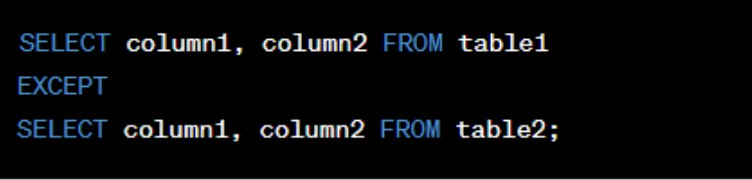 SELECT column1, column2 FROM table1
EXCEPT
SELECT column1, column2 FROM table2;